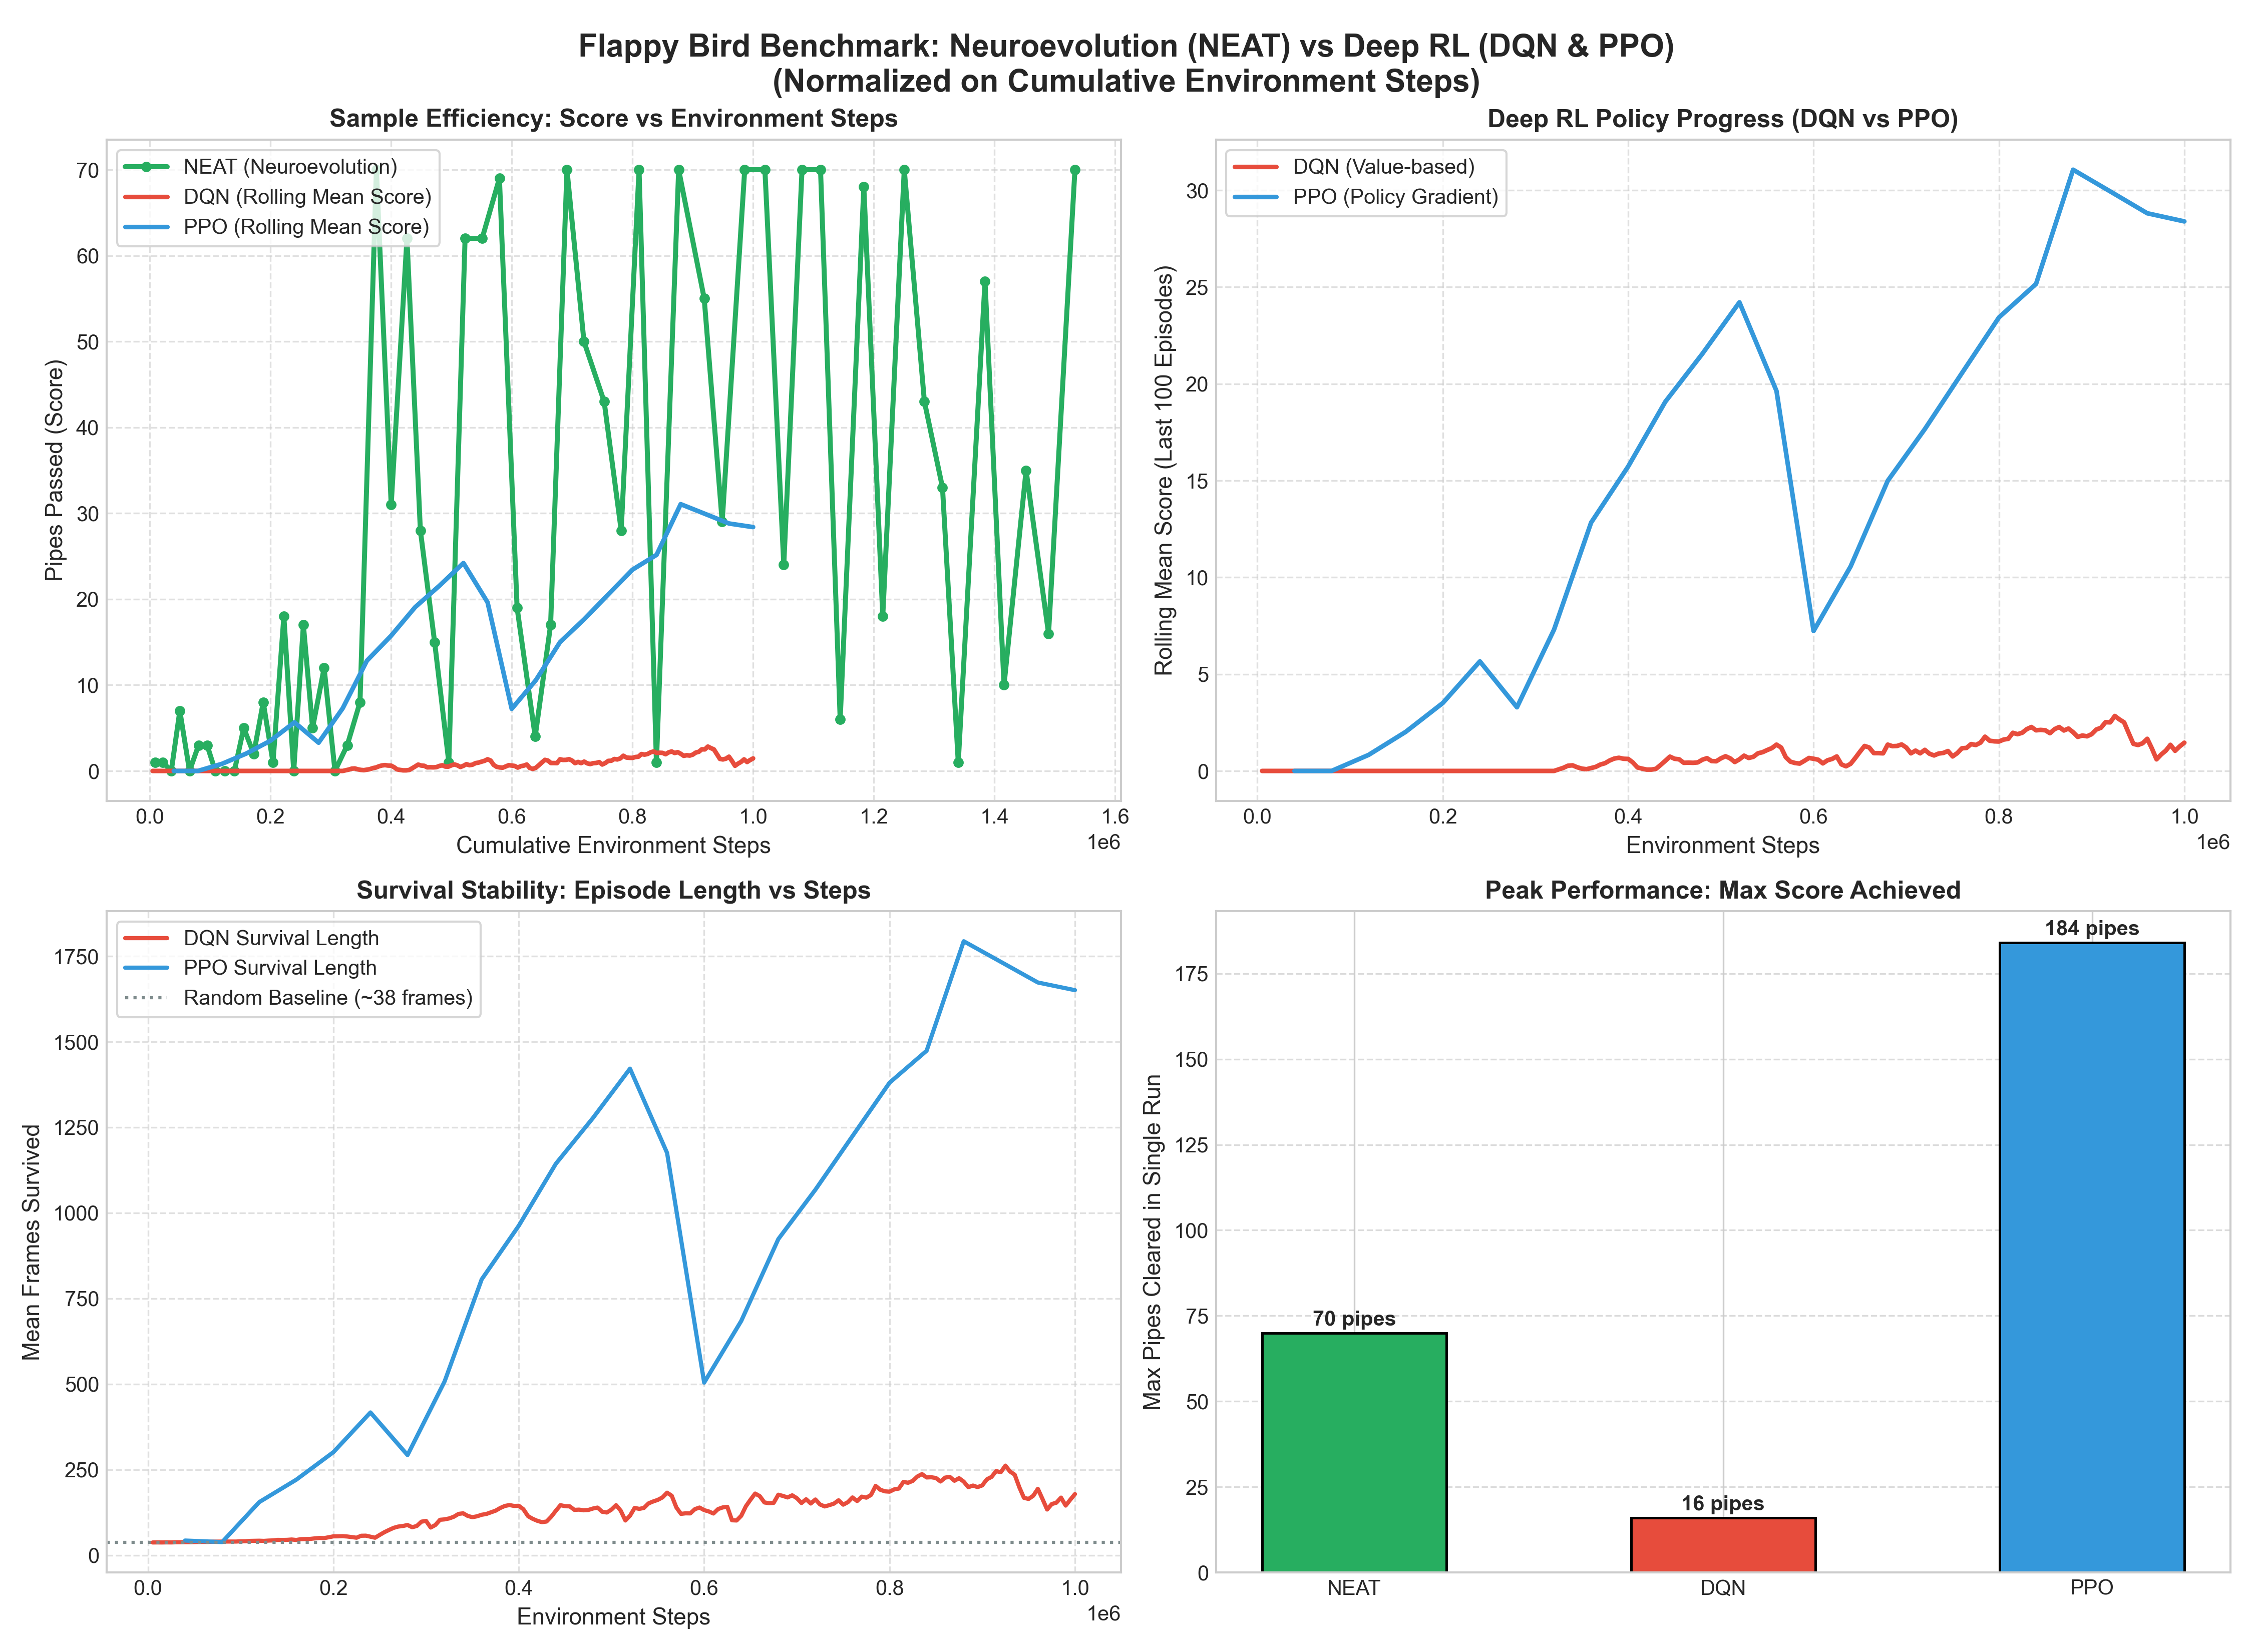 Flappy Bird Benchmark: Neuroevolution (NEAT) vs Deep RL (DQN & PPO)
(Normalized on Cumulative Environment Steps)
Sample Efficiency: Score vs Environment Steps
NEAT (Neuroevolution)
DQN (Rolling Mean Score)
PPO (Rolling Mean Score)
Pipes Passed (Score)
70
60
50
40
30
20
10
0
0.0 0.2 0.4 0.6 0.8 1.0 1.2 1.4 1.6
1e6
Cumulative Environment Steps
Deep RL Policy Progress (DQN vs PPO)
DQN (Value-based)
PPO (Policy Gradient)
Rolling Mean Score (Last 100 Episodes)
30
25
20
15
10
5
0
0.0 0.2 0.4 0.6 0.8 1.0
1e6
Environment Steps
Survival Stability: Episode Length vs Steps
DQN Survival Length
PPO Survival Length
Random Baseline (~38 frames)
Mean Frames Survived
1750
1500
1250
1000
750
500
250
0
0.0 0.2 0.4 0.6 0.8 1.0
1e6
Environment Steps
Peak Performance: Max Score Achieved
Max Pipes Cleared in Single Run
175
150
125
100
75
50
25
0
70 pipes
16 pipes
184 pipes
NEAT DQN PPO